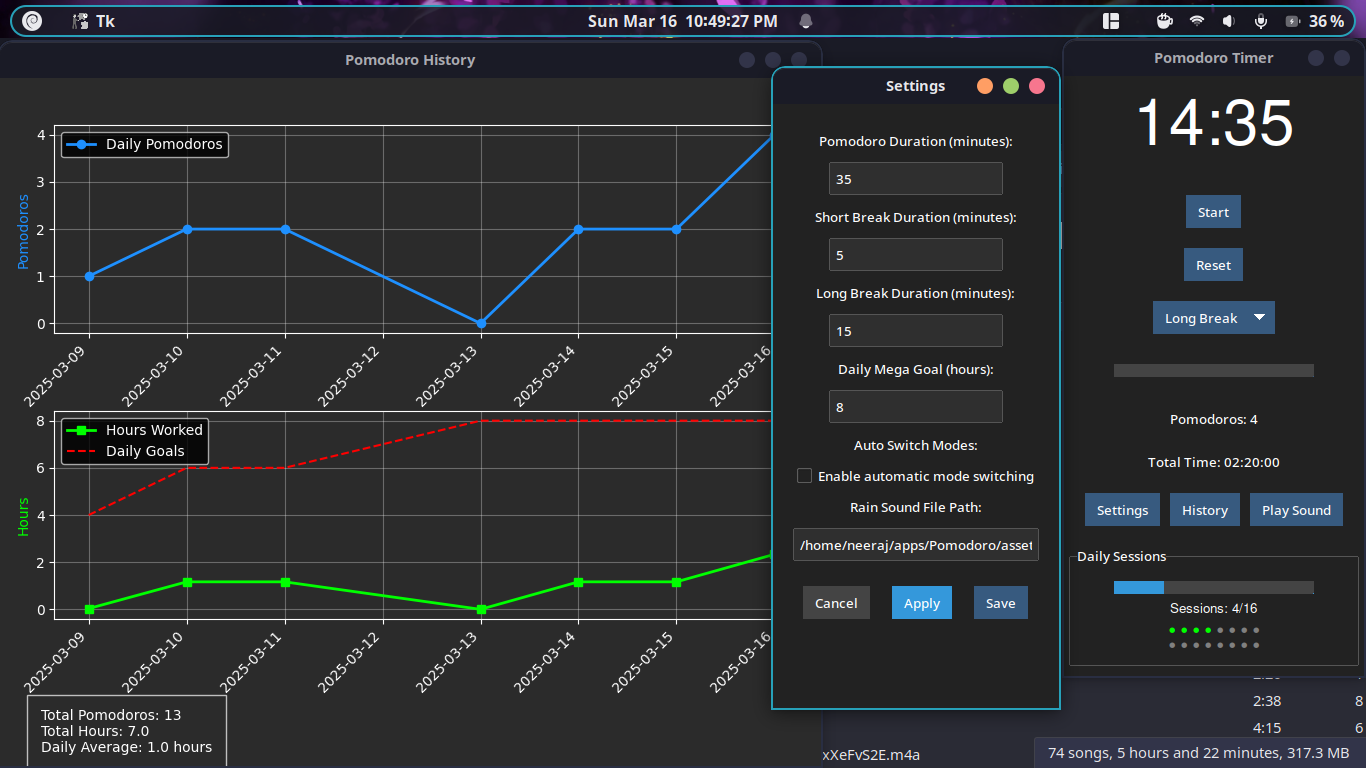 Tk
Sun Mar 16 10:49:27 PM
36 %
Pomodoro History
4
3
2
1
0
Pomodoros
Daily Pomodoros
2025-03-09
2025-03-10
2025-03-11
2025-03-12
2025-03-13
2025-03-14
2025-03-15
2025-03-16
8
6
4
2
0
Hours
Hours Worked
Daily Goals
2025-03-09
2025-03-10
2025-03-11
2025-03-12
2025-03-13
2025-03-14
2025-03-15
2025-03-16
Total Pomodoros: 13
Total Hours: 7.0
Daily Average: 1.0 hours
Settings
Pomodoro Duration (minutes):
35
Short Break Duration (minutes):
5
Long Break Duration (minutes):
15
Daily Mega Goal (hours):
8
Auto Switch Modes:
Enable automatic mode switching
Rain Sound File Path:
/home/neeraj/apps/Pomodoro/asset
Cancel
Apply
Save
Pomodoro Timer
14:35
Start
Reset
Long Break
Pomodoros: 4
Total Time: 02:20:00
Settings
History
Play Sound
Daily Sessions
Sessions: 4/16
2:38 8
4:15 6
xXeFvS2E.m4a
74 songs, 5 hours and 22 minutes, 317.3 MB